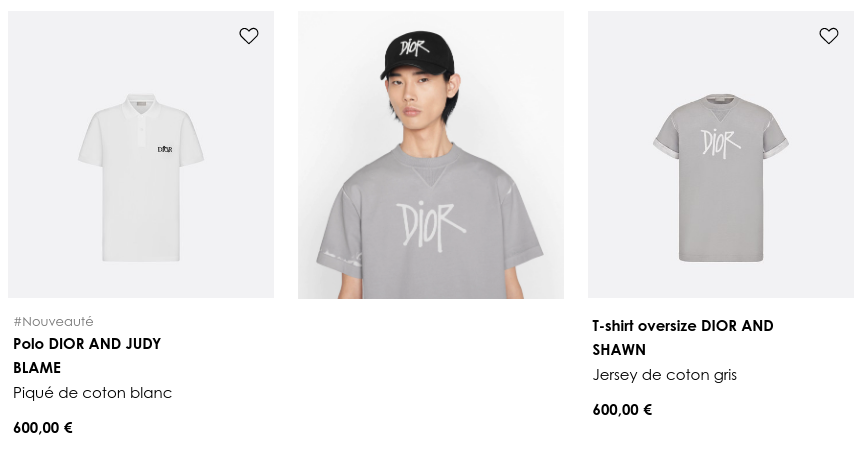 DIOR
DIOR
DIOR
DIOR
#Nouveauté
Polo DIOR AND JUDY
BLAME
Piqué de coton blanc
600,00 €
T-shirt oversize DIOR AND
SHAWN
Jersey de coton gris
600,00 €